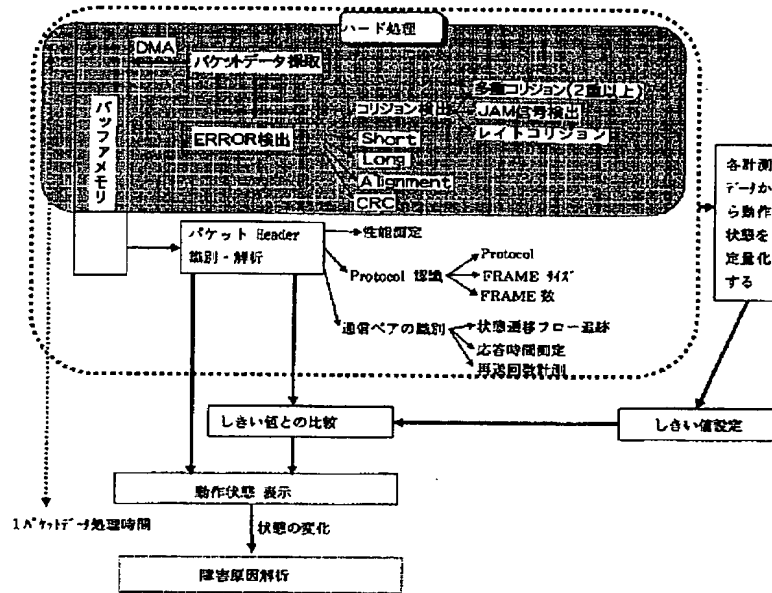 ハード処理
DMA
パケットデータ採取
バッファメモリ
ERROR検出
コリジョン検出
多重コリジョン(2重以上)
JAM信号検出
レイトコリジョン
Short
Long
Alignment
CRC
各計測
データか
ら動作
状態を
定量化
する
パケット Header
識別・解析
性能測定
Protocol 認識
Protocol
FRAME サイズ
FRAME 数
通信ペアの識別
状態遷移フロー追跡
応答時間測定
再送回数計測
しきい値との比較
しきい値設定
動作状態 表示
1パケットデータ処理時間
状態の変化
障害原因解析